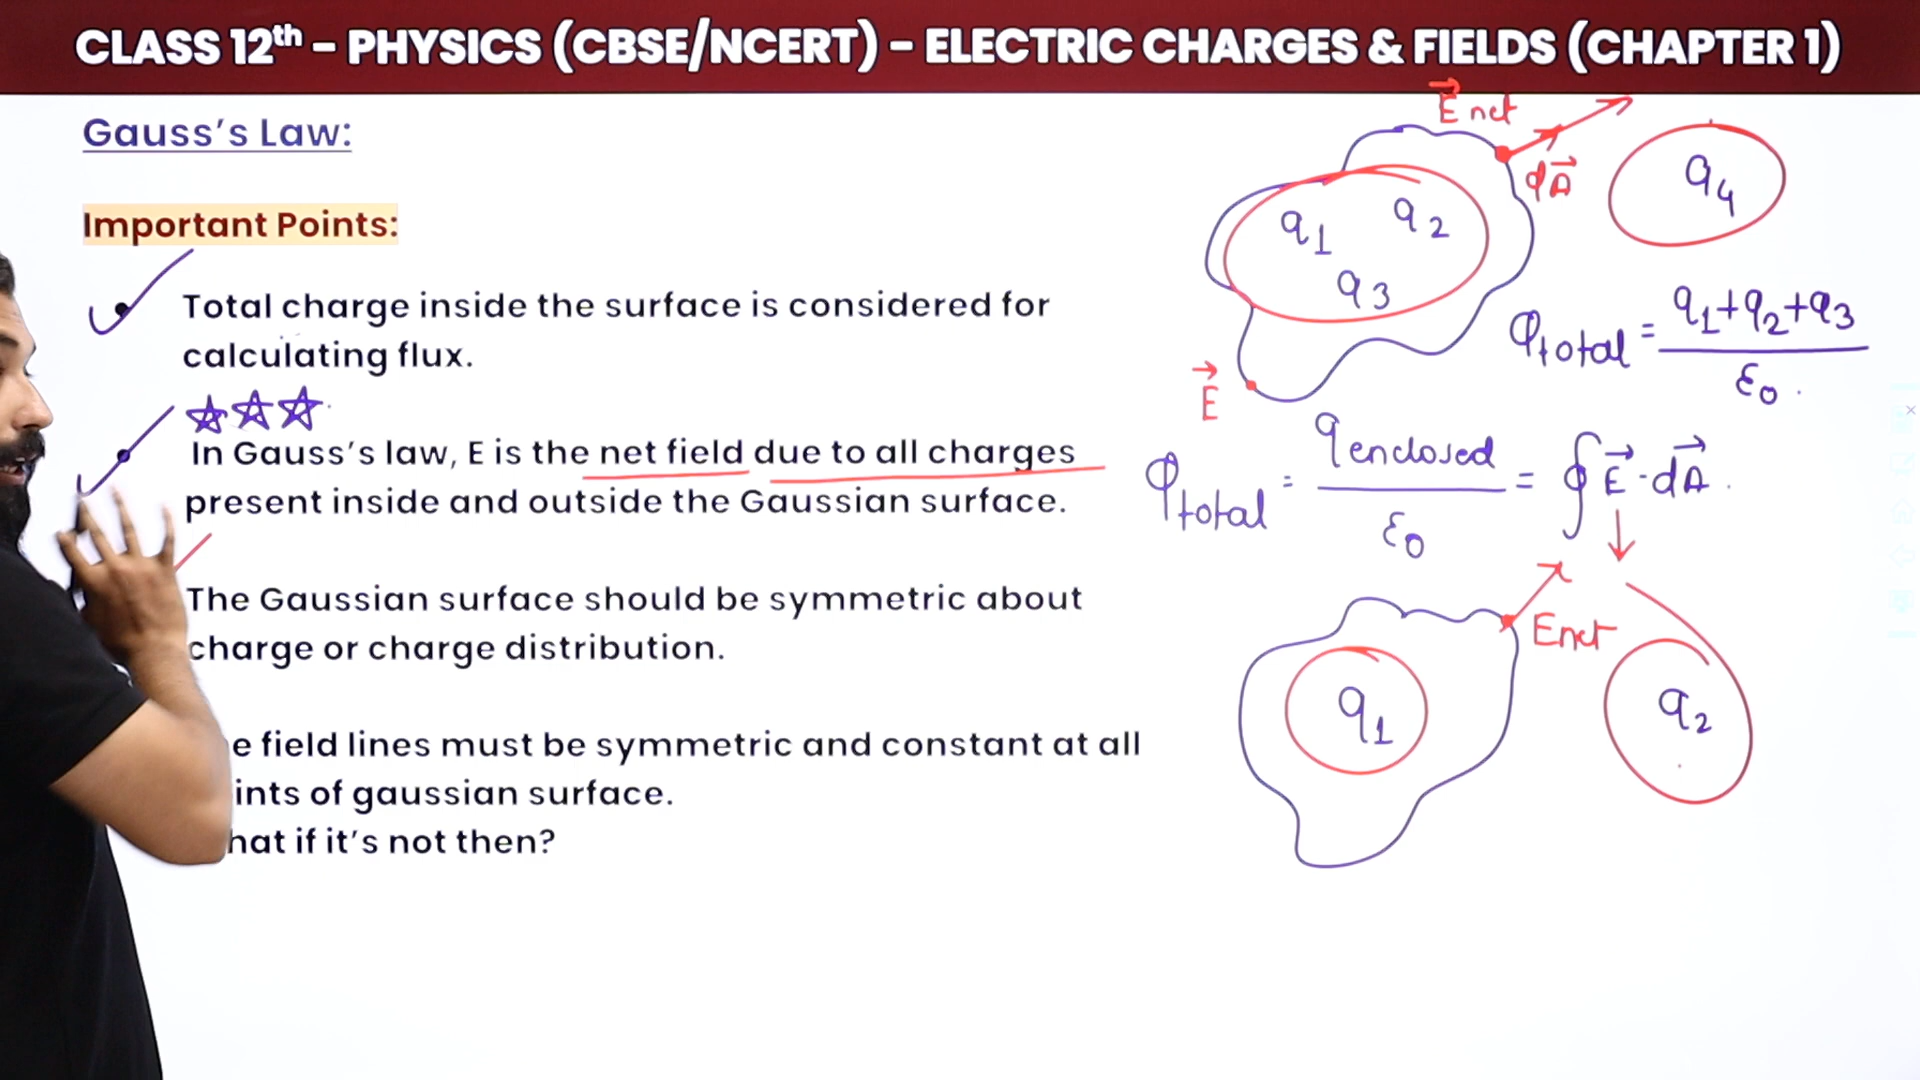 CLASS 12th – PHYSICS (CBSE/NCERT) – ELECTRIC CHARGES & FIELDS (CHAPTER 1)
Gauss's Law:
Important Points:
Total charge inside the surface is considered for
calculating flux.
In Gauss's law, E is the net field due to all charges
present inside and outside the Gaussian surface.
The Gaussian surface should be symmetric about
charge or charge distribution.
e field lines must be symmetric and constant at all
ints of gaussian surface.
hat if it's not then?
E⃗ net
dA⃗
q1 q2
q3
q4
E⃗
φtotal = q1+q2+q3 / ε0
φtotal = qenclosed / ε0 = ∮ E⃗ · dA⃗
Enet
q1
q2